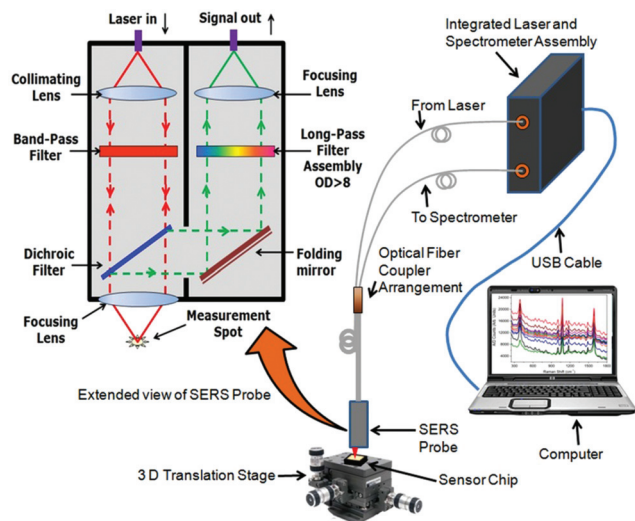 Laser in ↓
Signal out ↑
Collimating
Lens
Focusing
Lens
Band-Pass
Filter
Long-Pass
Filter
Assembly
OD>8
Dichroic
Filter
Folding
mirror
Focusing
Lens
Measurement
Spot
Extended view of SERS Probe
Integrated Laser and
Spectrometer Assembly
From Laser
To Spectrometer
Optical Fiber
Coupler
Arrangement
USB Cable
SERS
Probe
Computer
3 D Translation Stage
Sensor Chip